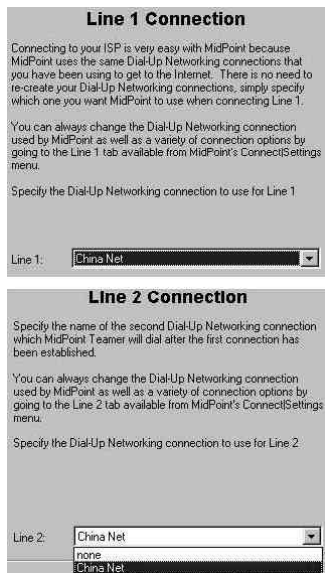 Line 1 Connection
Connecting to your ISP is very easy with MidPoint because
MidPoint uses the same Dial-Up Networking connections that
you have been using to get to the Internet. There is no need to
re-create your Dial-Up Networking connections, simply specify
which one you want MidPoint to use when connecting Line 1.
You can always change the Dial-Up Networking connection
used by MidPoint as well as a variety of connection options by
going to the Line 1 tab available from MidPoint's Connect|Settings
menu.
Specify the Dial-Up Networking connection to use for Line 1
Line 1: China Net
Line 2 Connection
Specify the name of the second Dial-Up Networking connection
which MidPoint Teamer will dial after the first connection has
been established.
You can always change the Dial-Up Networking connection
used by MidPoint as well as a variety of connection options by
going to the Line 2 tab available from MidPoint's Connect|Settings
menu.
Specify the Dial-Up Networking connection to use for Line 2
Line 2: China Net
none
China Net